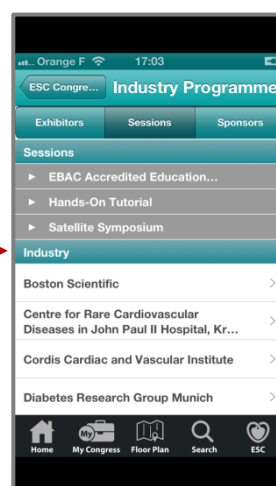 Orange F 17:03
ESC Congre... Industry Programme
Exhibitors Sessions Sponsors
Sessions
EBAC Accredited Education...
Hands-On Tutorial
Satellite Symposium
Industry
Boston Scientific
Centre for Rare Cardiovascular
Diseases in John Paul II Hospital, Kr...
Cordis Cardiac and Vascular Institute
Diabetes Research Group Munich
My
Home My Congress Floor Plan Search ESC